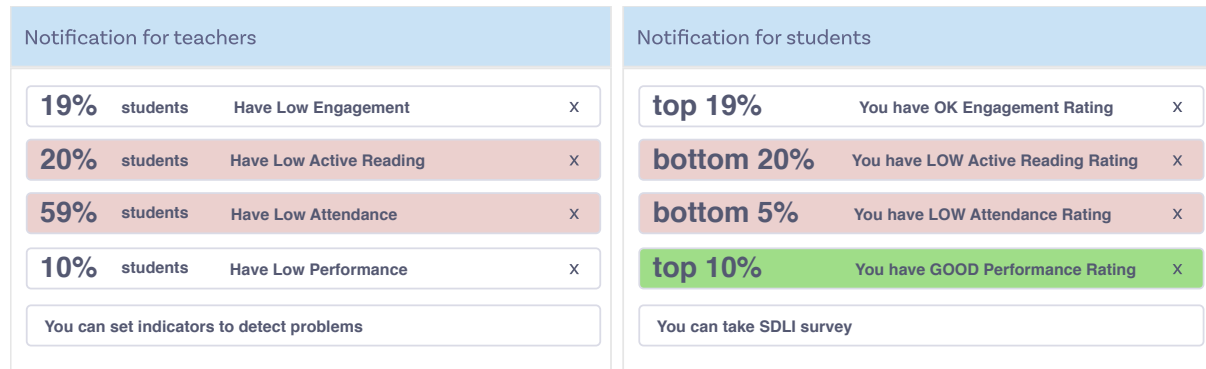 Notification for teachers
19% students Have Low Engagement x
20% students Have Low Active Reading x
59% students Have Low Attendance x
10% students Have Low Performance x
You can set indicators to detect problems
Notification for students
top 19% You have OK Engagement Rating x
bottom 20% You have LOW Active Reading Rating x
bottom 5% You have LOW Attendance Rating x
top 10% You have GOOD Performance Rating x
You can take SDLI survey